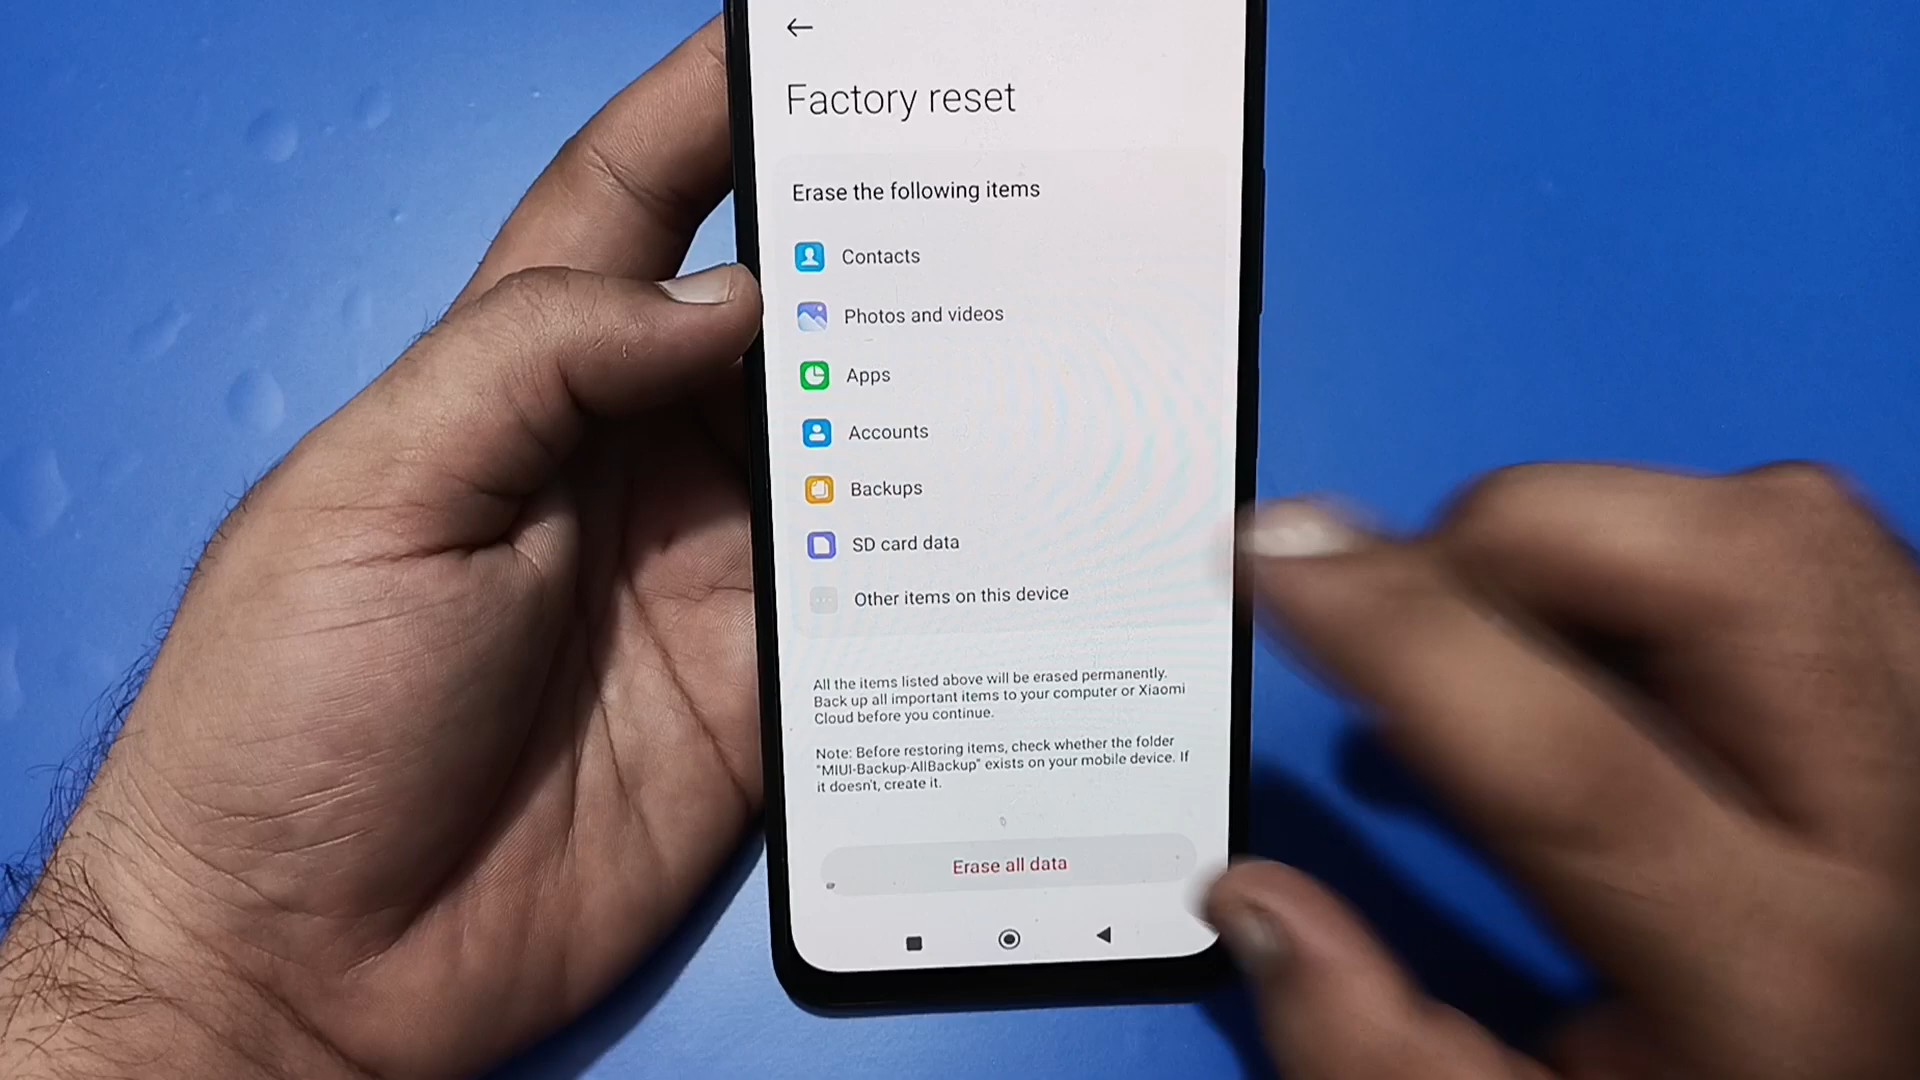 Factory reset
Erase the following items
Contacts
Photos and videos
Apps
Accounts
Backups
SD card data
Other items on this device
All the items listed above will be erased permanently.
Back up all important items to your computer or Xiaomi
Cloud before you continue.
Note: Before restoring items, check whether the folder
"MIUI-Backup-AllBackup" exists on your mobile device. If
it doesn't, create it.
Erase all data